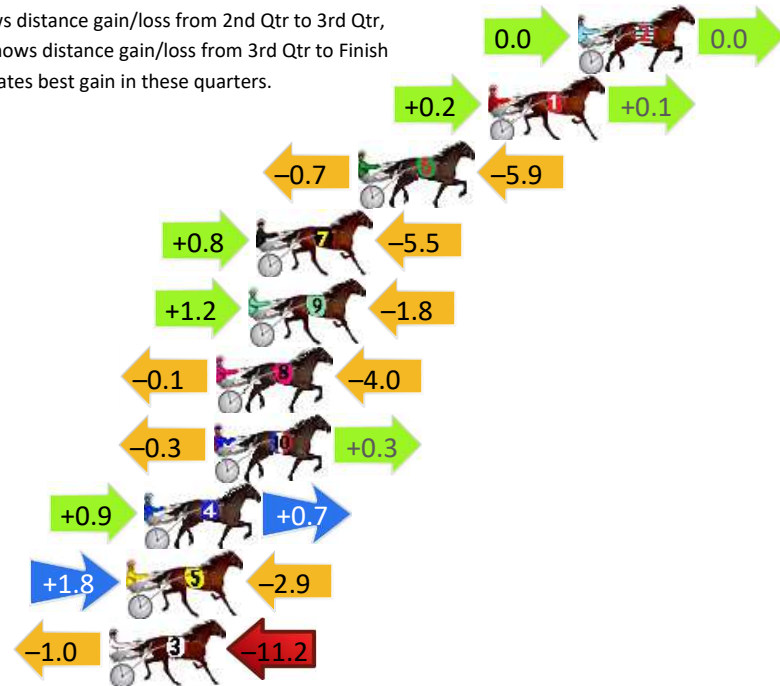 ws distance gain/loss from 2nd Qtr to 3rd Qtr,
hows distance gain/loss from 3rd Qtr to Finish
ates best gain in these quarters.
0.0 2 0.0
+0.2 1 +0.1
–0.7 6 –5.9
+0.8 7 –5.5
+1.2 9 –1.8
–0.1 8 –4.0
–0.3 10 +0.3
+0.9 4 +0.7
+1.8 5 –2.9
–1.0 3 –11.2